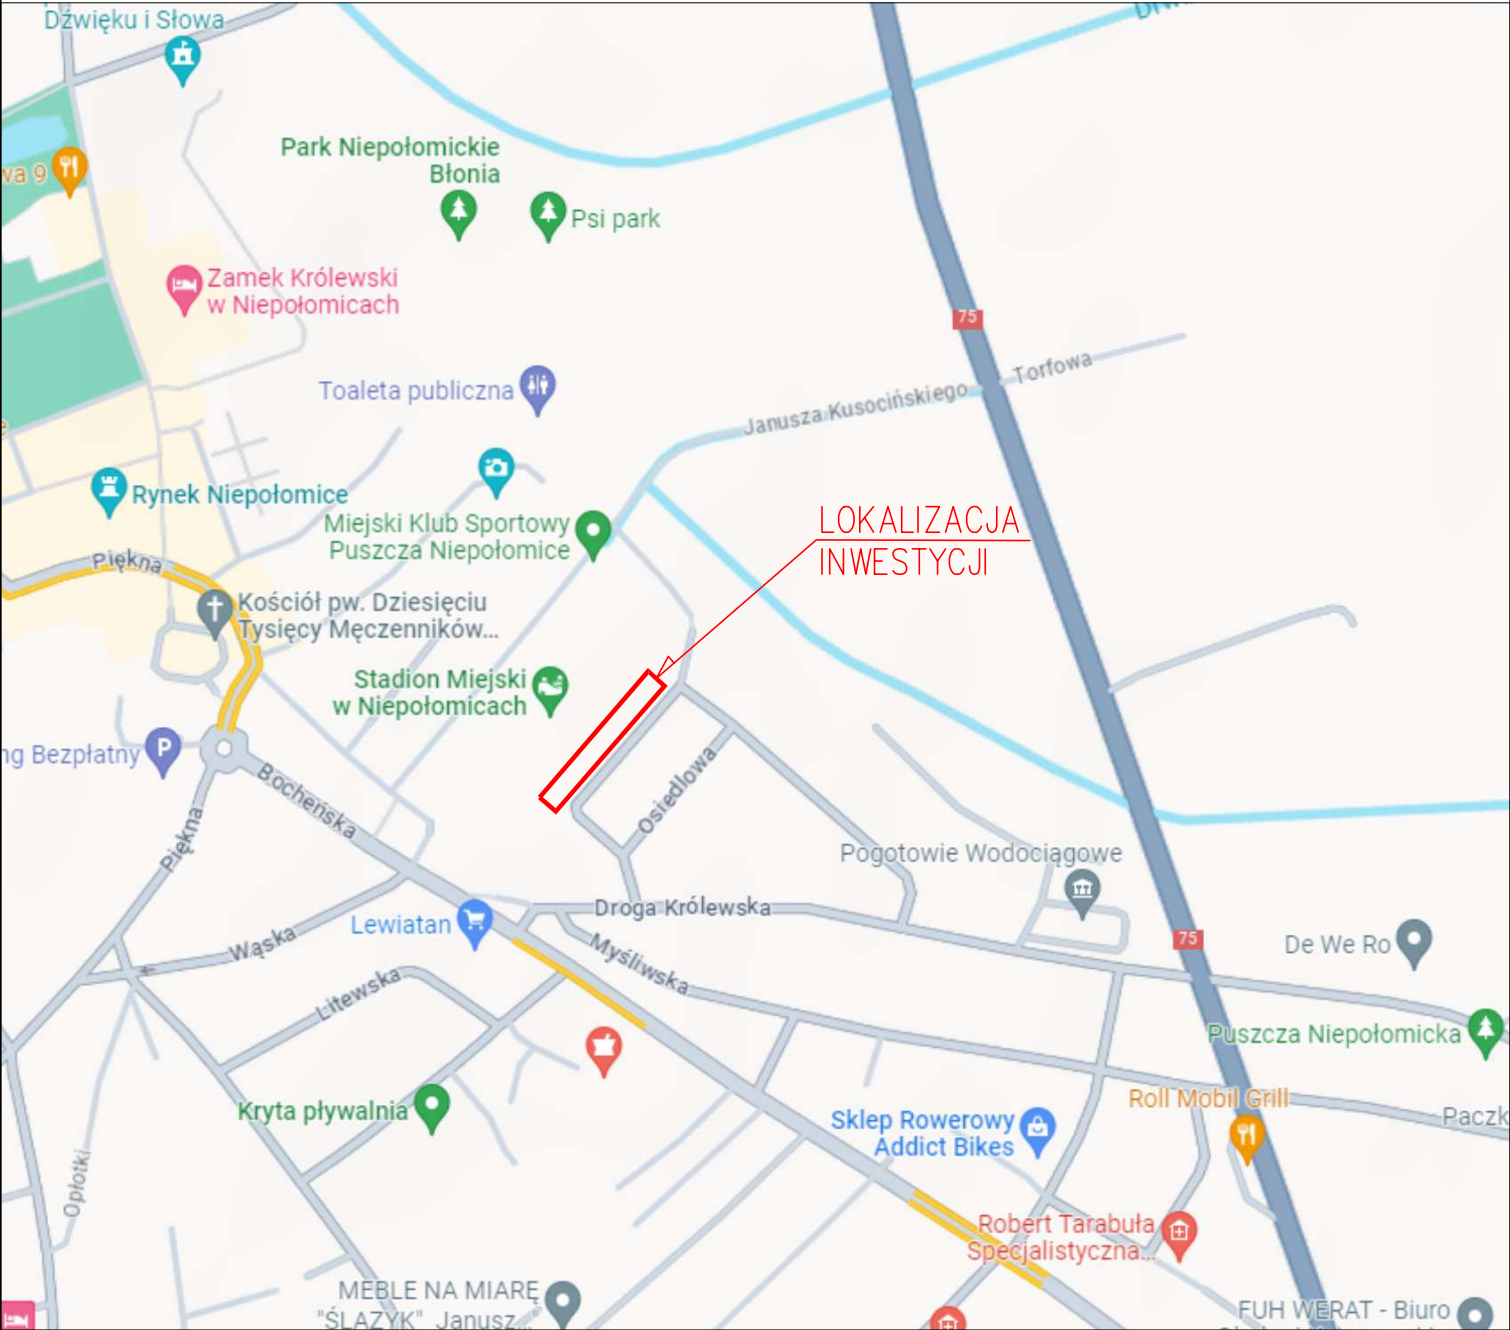 Dźwięku i Słowa
Park Niepołomickie
Błonia
wa 9
Psi park
Zamek Królewski
w Niepołomicach
75
Torfowa
Toaleta publiczna
Janusza Kusocińskiego
Rynek Niepołomice
Miejski Klub Sportowy
Puszcza Niepołomice
LOKALIZACJA
INWESTYCJI
Piękna
Kościół pw. Dziesięciu
Tysięcy Męczenników...
Stadion Miejski
w Niepołomicach
ng Bezpłatny
P
Bocheńska
Osiedlowa
Piękna
Pogotowie Wodociągowe
Droga Królewska
Lewiatan
Wąska
Myśliwska
75
De We Ro
Litewska
Puszcza Niepołomicka
Kryta pływalnia
Roll Mobil Grill
Sklep Rowerowy
Addict Bikes
Paczk
Opłotki
Robert Tarabuła
Specjalistyczna...
MEBLE NA MIARĘ
"ŚLAZYK" Janusz..."
FUH WERAT - Biuro